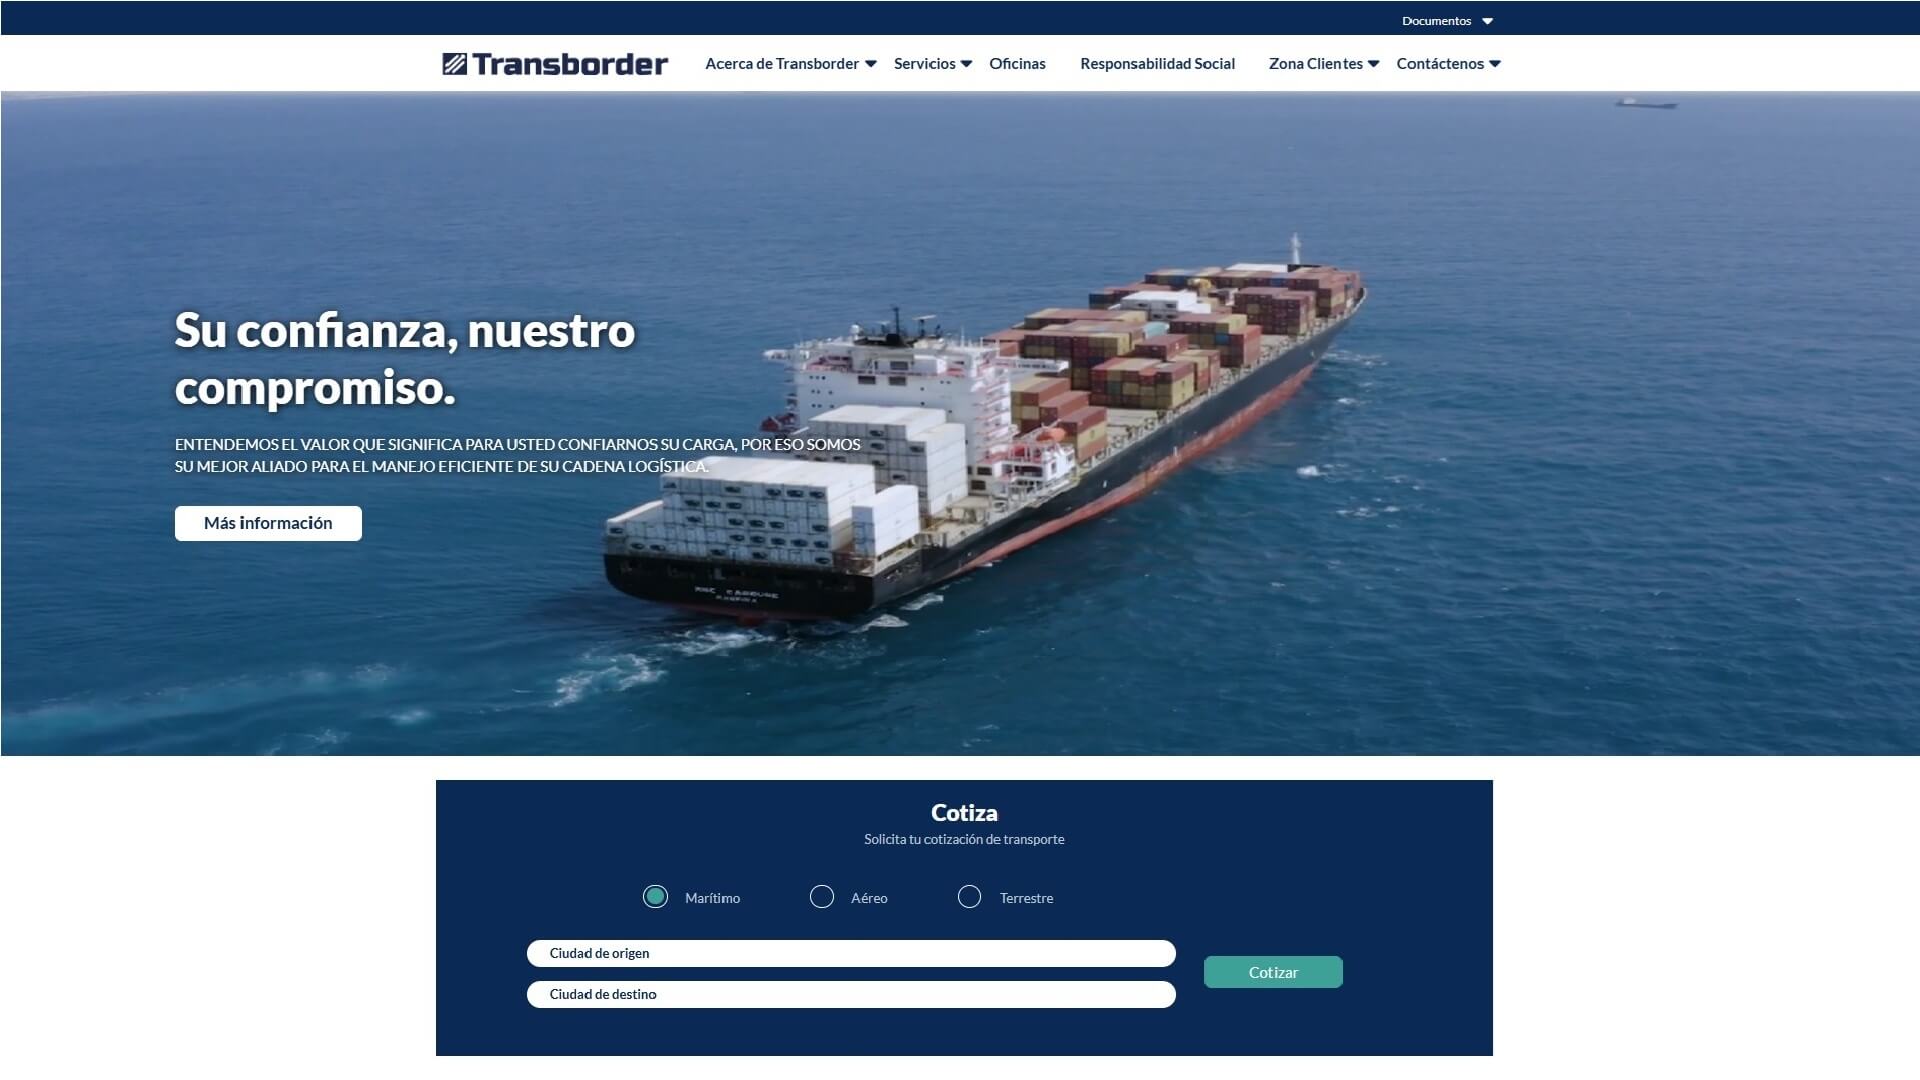 Documentos
Transborder
Acerca de Transborder
Servicios
Oficinas
Responsabilidad Social
Zona Clientes
Contáctenos
Su confianza, nuestro
compromiso.
ENTENDEMOS EL VALOR QUE SIGNIFICA PARA USTED CONFIARNOS SU CARGA, POR ESO SOMOS
SU MEJOR ALIADO PARA EL MANEJO EFICIENTE DE SU CADENA LOGÍSTICA.
Más información
Cotiza
Solicita tu cotización de transporte
Marítimo
Aéreo
Terrestre
Ciudad de origen
Ciudad de destino
Cotizar